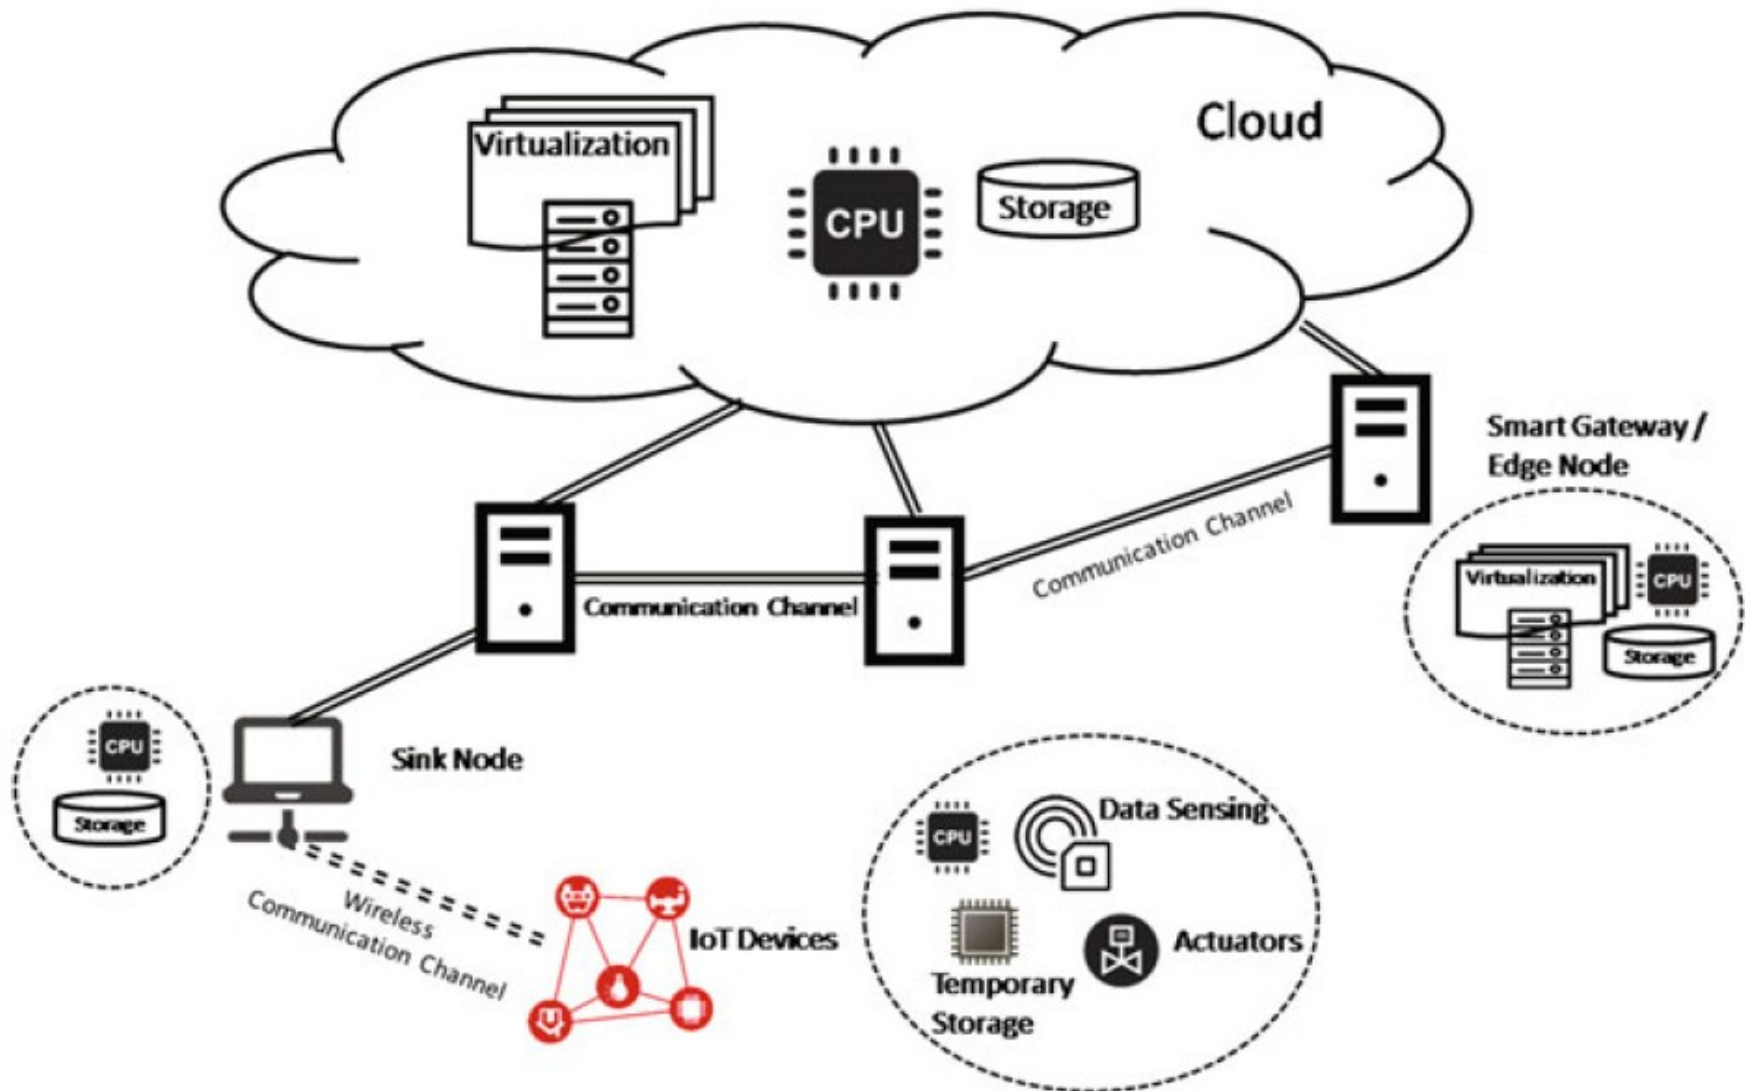 Cloud
Virtualization
CPU
Storage
Smart Gateway /
Edge Node
Communication Channel
Communication Channel
Virtualization
CPU
Storage
CPU
Storage
Sink Node
Wireless
Communication Channel
IoT Devices
CPU
Data Sensing
Temporary
Storage
Actuators